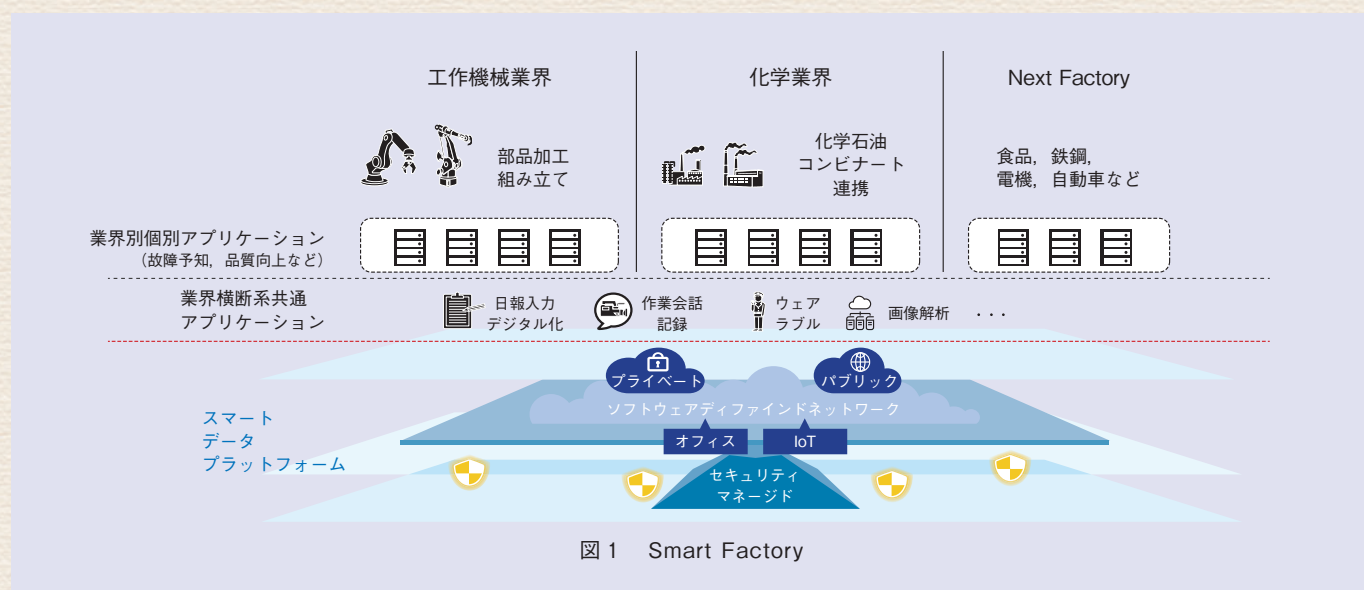 工作機械業界
化学業界
Next Factory
部品加工
組み立て
化学石油
コンビナート
連携
食品，鉄鋼，
電機，自動車など
業界別個別アプリケーション
（故障予知，品質向上など）
業界横断系共通
アプリケーション
日報入力
デジタル化
作業会話
記録
ウェア
ラブル
画像解析
・・・
プライベート
パブリック
ソフトウェアディファインドネットワーク
オフィス
IoT
スマート
データ
プラットフォーム
セキュリティ
マネージド
図1 Smart Factory